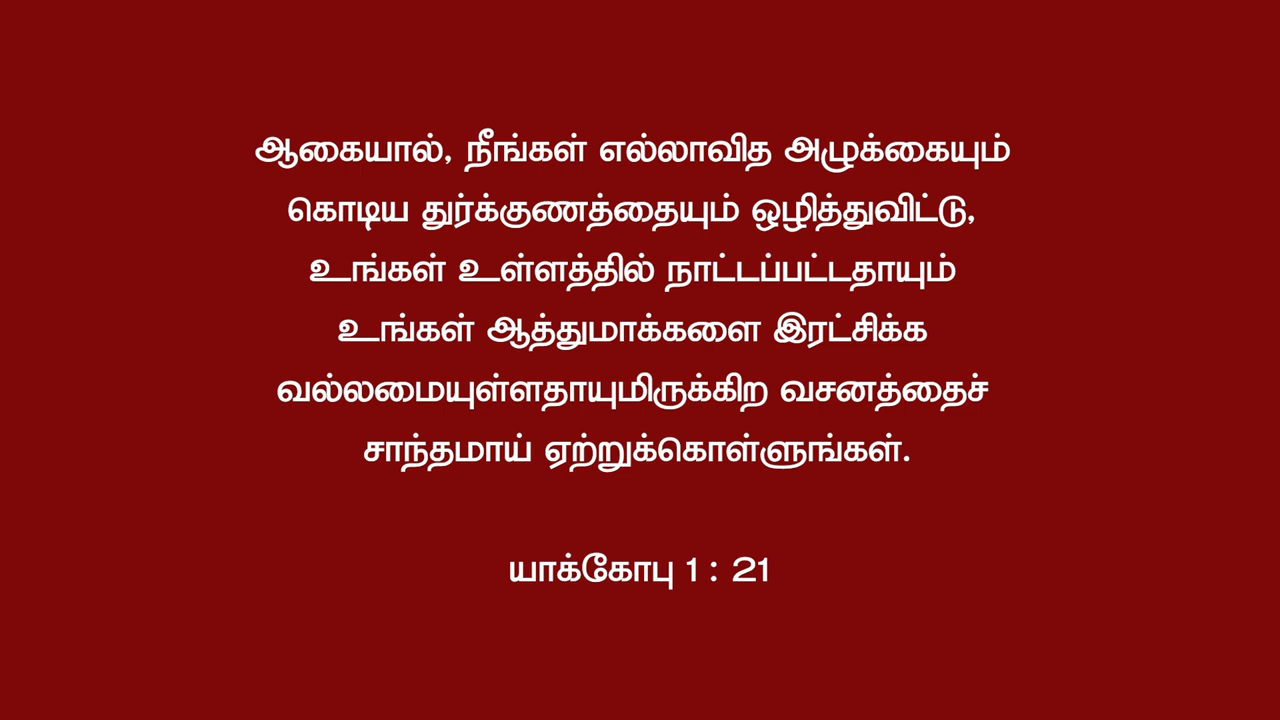 ஆகையால், நீங்கள் எல்லாவித அழுக்கையும்
கொடிய துர்க்குணத்தையும் ஒழித்துவிட்டு,
உங்கள் உள்ளத்தில் நாட்டப்பட்டதாயும்
உங்கள் ஆத்துமாக்களை இரட்சிக்க
வல்லமையுள்ளதாயுமிருக்கிற வசனத்தைச்
சாந்தமாய் ஏற்றுக்கொள்ளுங்கள்.
யாக்கோபு 1 : 21